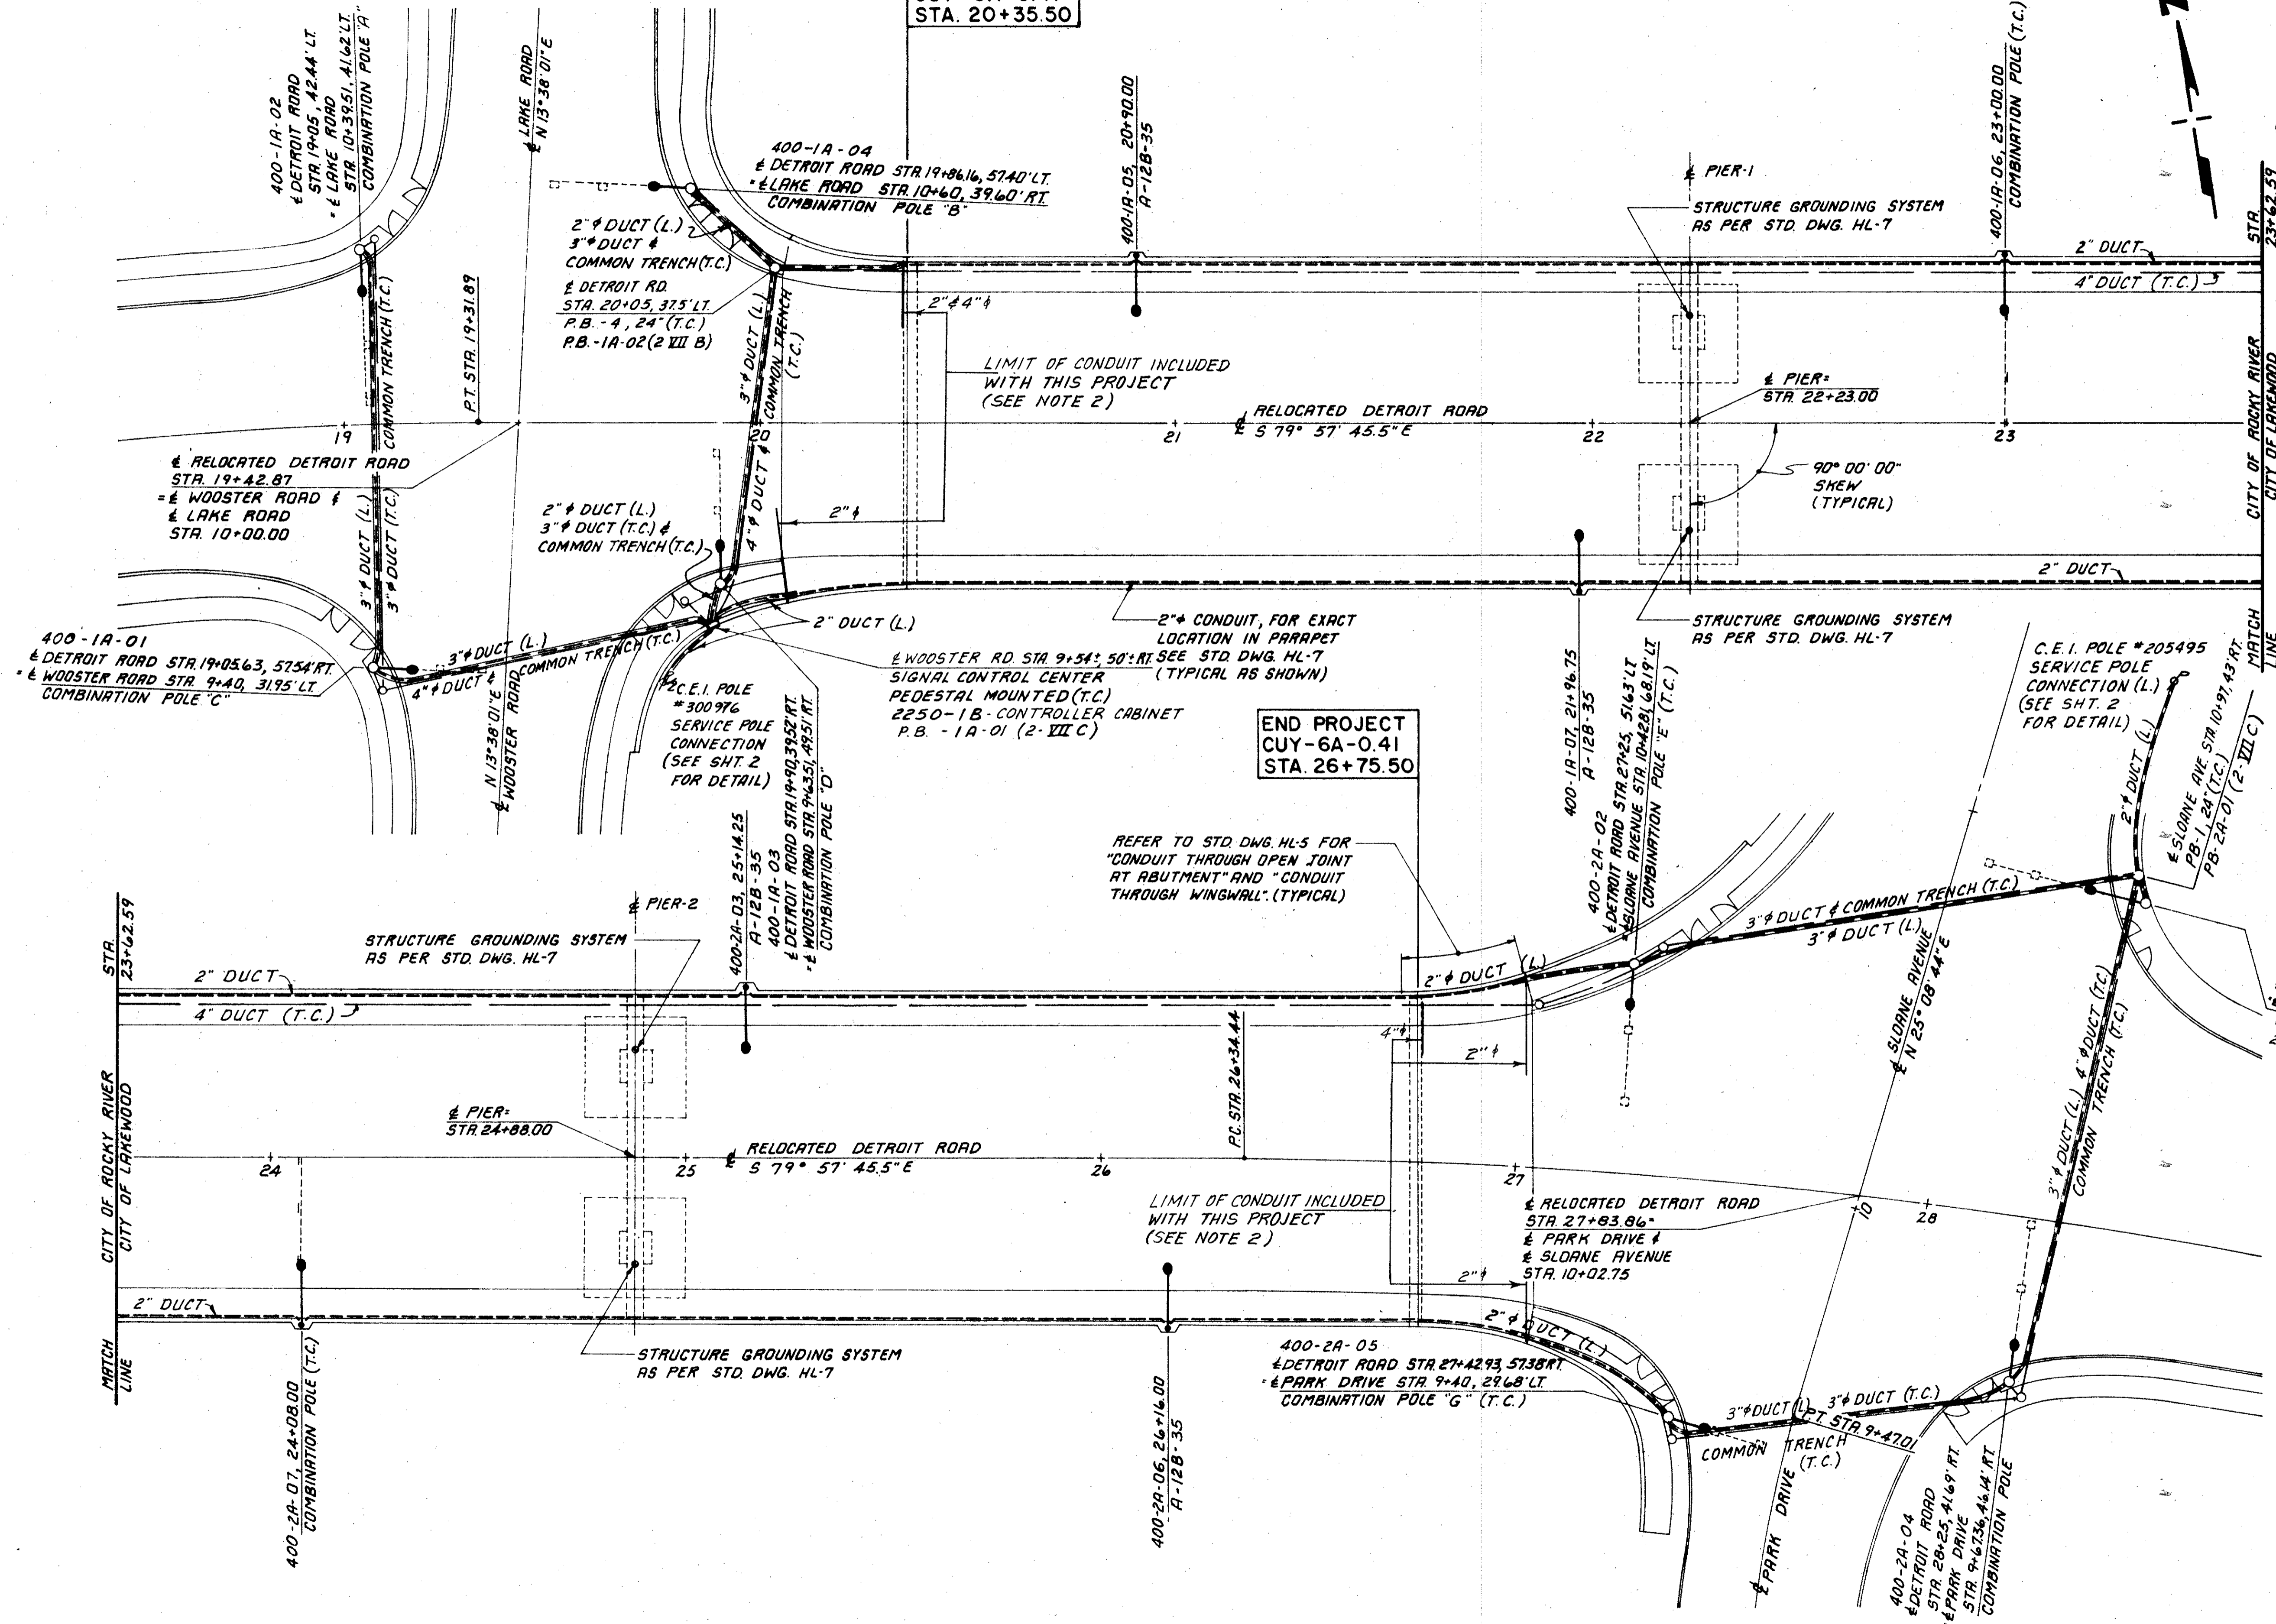 STA. 20+35.50
400-1A-02
℄ DETROIT ROAD
STA. 19+05, 42.44' LT.
= ℄ LAKE ROAD
STA. 10+39.51, 41.62' LT.
COMBINATION POLE "A"
℄ LAKE ROAD
N 13° 38' 01" E
400-1A-04
℄ DETROIT ROAD STA. 19+86.16, 57.40' LT.
= ℄ LAKE ROAD STA. 10+60, 39.60' RT.
COMBINATION POLE "B"
400-1A-05, 20+90.00
A-12B-35
℄ PIER-1
STRUCTURE GROUNDING SYSTEM
AS PER STD. DWG. HL-7
400-1A-06, 23+00.00
COMBINATION POLE (T.C.)
STA.
23+62.59
2" DUCT
4" DUCT (T.C.)
2" φ DUCT (L.)
3" φ DUCT &
COMMON TRENCH (T.C.)
℄ DETROIT RD.
STA. 20+05, 37.5' LT.
P.B. - 4, 24" (T.C.)
P.B. - 1A-02 (2 VII B)
P.T. STA. 19+31.89
COMMON TRENCH (T.C.)
3" φ DUCT (L.)
4" φ DUCT & COMMON TRENCH
(T.C.)
2" & 4" φ
LIMIT OF CONDUIT INCLUDED
WITH THIS PROJECT
(SEE NOTE 2)
℄ PIER=
STA. 22+23.00
19
20
21
22
23
℄ RELOCATED DETROIT ROAD
S 79° 57' 45.5" E
90° 00' 00"
SKEW
(TYPICAL)
CITY OF ROCKY RIVER
CITY OF LAKEWOOD
℄ RELOCATED DETROIT ROAD
STA. 19+42.87
= ℄ WOOSTER ROAD &
℄ LAKE ROAD
STA. 10+00.00
3" φ DUCT (L.)
3" φ DUCT (T.C.)
2" φ DUCT (L.)
3" φ DUCT (T.C.) &
COMMON TRENCH (T.C.)
2" φ
2" DUCT
400-1A-01
℄ DETROIT ROAD STA. 19+05.63, 57.54' RT.
= ℄ WOOSTER ROAD STA. 9+40, 31.95' LT.
COMBINATION POLE "C"
3" φ DUCT (L.)
4" φ DUCT & COMMON TRENCH (T.C.)
2" DUCT (L.)
2" φ CONDUIT, FOR EXACT
LOCATION IN PARAPET
SEE STD. DWG. HL-7
(TYPICAL AS SHOWN)
STRUCTURE GROUNDING SYSTEM
AS PER STD. DWG. HL-7
℄ WOOSTER RD. STA. 9+54±, 50'± RT.
SIGNAL CONTROL CENTER
PEDESTAL MOUNTED (T.C.)
2250-1B-CONTROLLER CABINET
P.B. - 1A-01 (2-VII C)
C.E.I. POLE
#300976
SERVICE POLE
CONNECTION
(SEE SHT. 2
FOR DETAIL)
N 13° 38' 01" E
℄ WOOSTER ROAD
400-1A-03
℄ DETROIT ROAD STA. 19+90, 39.52' RT.
= ℄ WOOSTER ROAD STA. 9+63.51, 49.51' RT.
COMBINATION POLE "D"
END PROJECT
CUY-6A-0.41
STA. 26+75.50
400-1A-07, 21+96.75
A-12B-35
400-2A-02
℄ DETROIT ROAD STA. 27+25, 51.63' LT
= ℄ SLOANE AVENUE STA. 10+42.81, 68.19' LT
COMBINATION POLE "E" (T.C.)
C.E.I. POLE #205495
SERVICE POLE
CONNECTION (L.)
(SEE SHT. 2
FOR DETAIL)
2" φ DUCT (L.)
℄ SLOANE AVE. STA. 10+97, 43' RT.
PB-1, 24" (T.C.)
PB-2A-01 (2-VII C)
MATCH
LINE
STA.
23+62.59
2" DUCT
4" DUCT (T.C.)
STRUCTURE GROUNDING SYSTEM
AS PER STD. DWG. HL-7
℄ PIER-2
400-2A-03, 25+14.25
A-12B-35
REFER TO STD. DWG. HL-5 FOR
"CONDUIT THROUGH OPEN JOINT
AT ABUTMENT" AND "CONDUIT
THROUGH WINGWALL". (TYPICAL)
2" φ DUCT (L.)
3" φ DUCT & COMMON TRENCH (T.C.)
3" φ DUCT (L.)
℄ SLOANE AVENUE
N 25° 08' 44" E
4" φ
2" φ
P.C. STA. 26+34.44
3" φ DUCT (L.) 4" φ DUCT (T.C.)
COMMON TRENCH (T.C.)
℄ PIER=
STA. 24+88.00
24
25
26
27
28
10
℄ RELOCATED DETROIT ROAD
S 79° 57' 45.5" E
LIMIT OF CONDUIT INCLUDED
WITH THIS PROJECT
(SEE NOTE 2)
℄ RELOCATED DETROIT ROAD
STA. 27+83.86=
℄ PARK DRIVE &
℄ SLOANE AVENUE
STA. 10+02.75
CITY OF ROCKY RIVER
CITY OF LAKEWOOD
2" φ
2" DUCT
MATCH
LINE
STRUCTURE GROUNDING SYSTEM
AS PER STD. DWG. HL-7
400-2A-07, 24+08.00
COMBINATION POLE (T.C.)
400-2A-06, 26+16.00
A-12B-35
2" φ DUCT (L.)
400-2A-05
℄ DETROIT ROAD STA. 27+42.93, 57.38' RT.
= ℄ PARK DRIVE STA. 9+40, 29.68' LT.
COMBINATION POLE "G" (T.C.)
3" φ DUCT (L.)
3" φ DUCT (T.C.)
P.T. STA. 9+47.01
COMMON TRENCH
(T.C.)
℄ PARK DRIVE
400-2A-04
℄ DETROIT ROAD
STA. 28+25, 41.69' RT.
= ℄ PARK DRIVE
STA. 9+67.36, 46.14' RT.
COMBINATION POLE